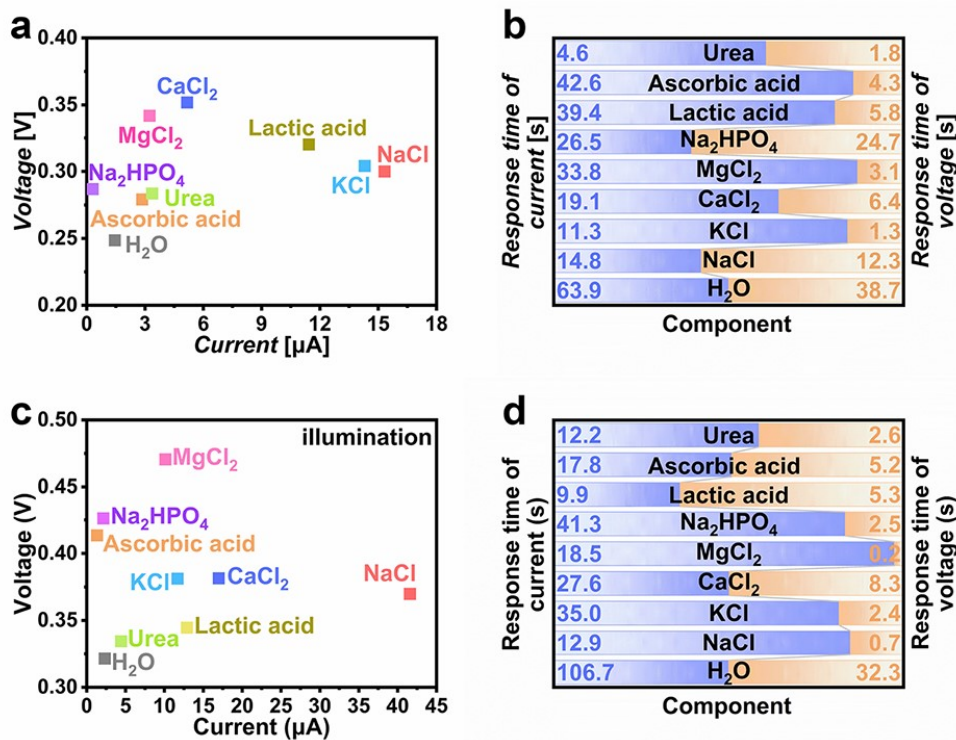 a
0.40
0.35
0.30
0.25
0.20
Voltage [V]
CaCl₂
MgCl₂
Lactic acid
NaCl
KCl
Na₂HPO₄
Urea
Ascorbic acid
H₂O
0 3 6 9 12 15 18
Current [µA]
b
Response time of current [s]
4.6 Urea 1.8
42.6 Ascorbic acid 4.3
39.4 Lactic acid 5.8
26.5 Na₂HPO₄ 24.7
33.8 MgCl₂ 3.1
19.1 CaCl₂ 6.4
11.3 KCl 1.3
14.8 NaCl 12.3
63.9 H₂O 38.7
Response time of voltage [s]
Component
c
0.50
0.45
0.40
0.35
0.30
Voltage (V)
illumination
MgCl₂
Na₂HPO₄
Ascorbic acid
KCl
CaCl₂
NaCl
Urea
Lactic acid
H₂O
0 5 10 15 20 25 30 35 40 45
Current (µA)
d
Response time of current (s)
12.2 Urea 2.6
17.8 Ascorbic acid 5.2
9.9 Lactic acid 5.3
41.3 Na₂HPO₄ 2.5
18.5 MgCl₂ 0.2
27.6 CaCl₂ 8.3
35.0 KCl 2.4
12.9 NaCl 0.7
106.7 H₂O 32.3
Response time of voltage (s)
Component